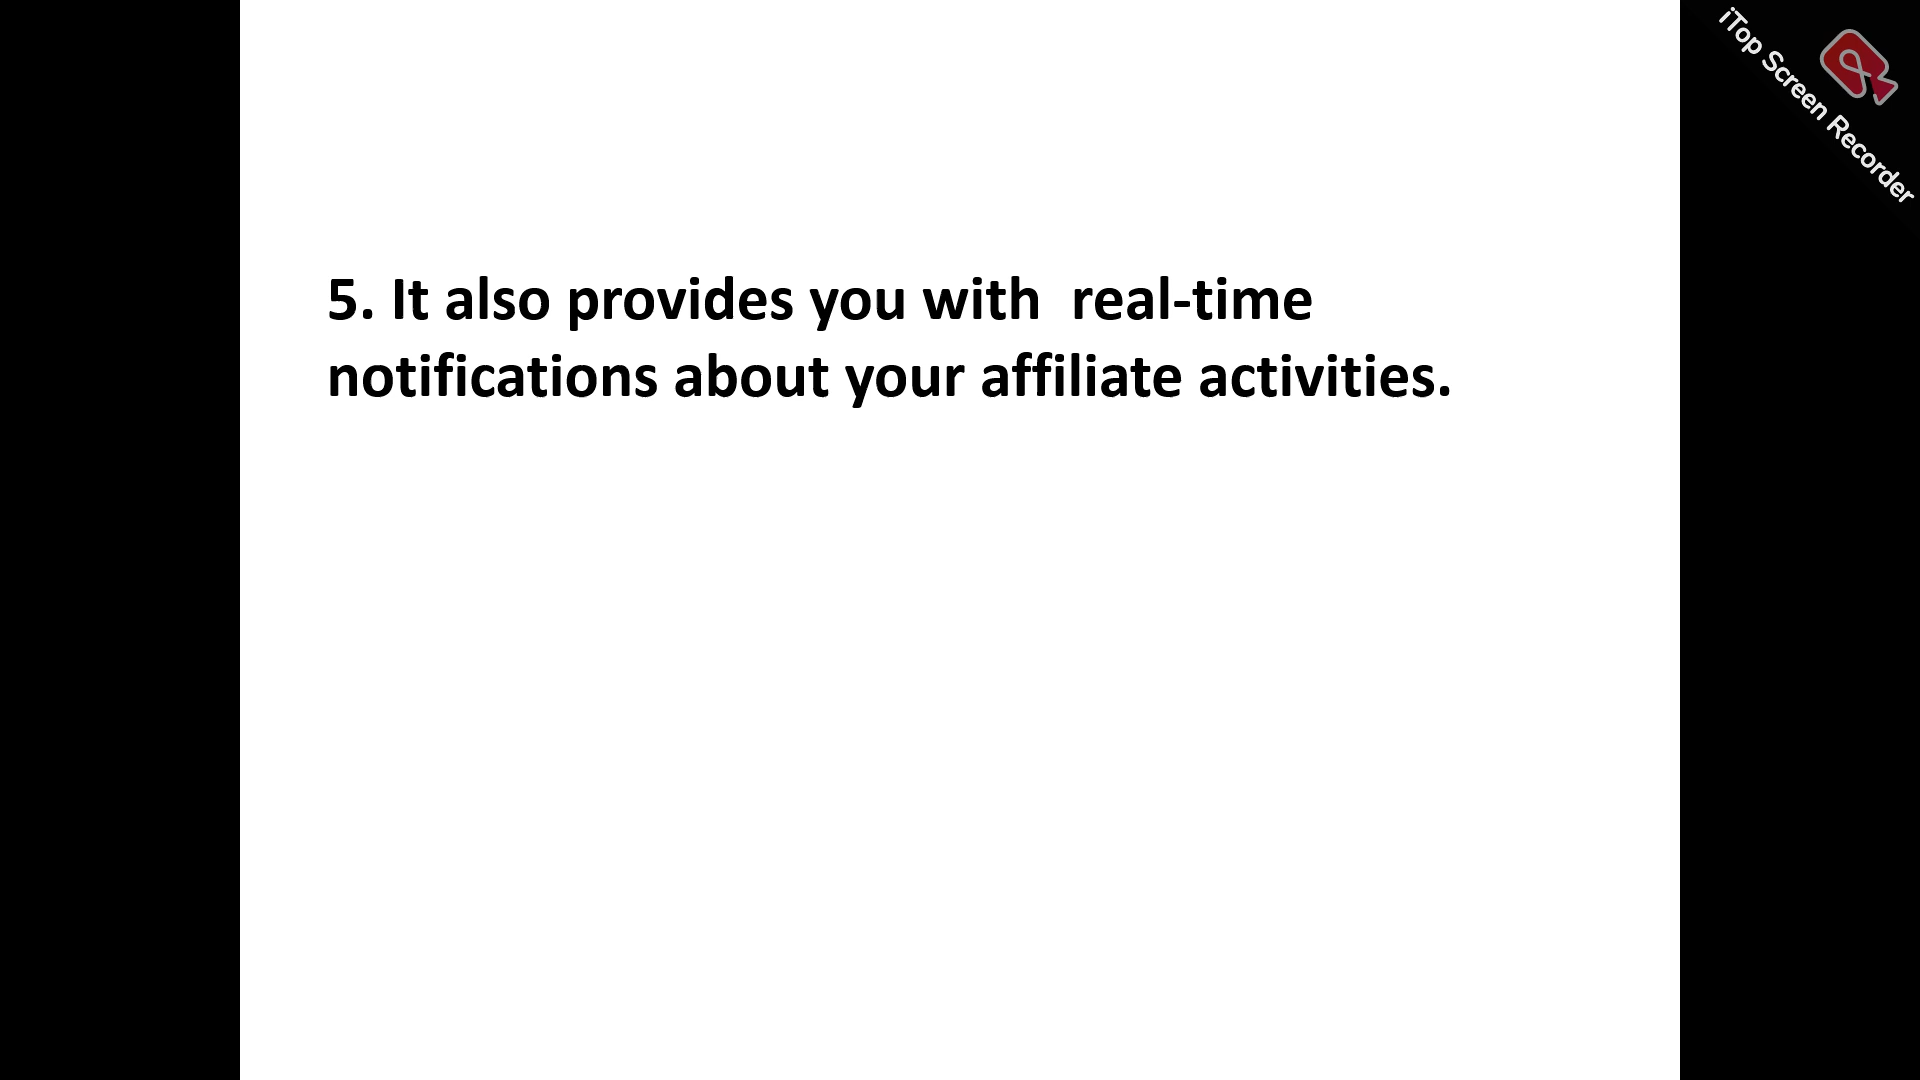 iTop Screen Recorder
5. It also provides you with  real-time
notifications about your affiliate activities.